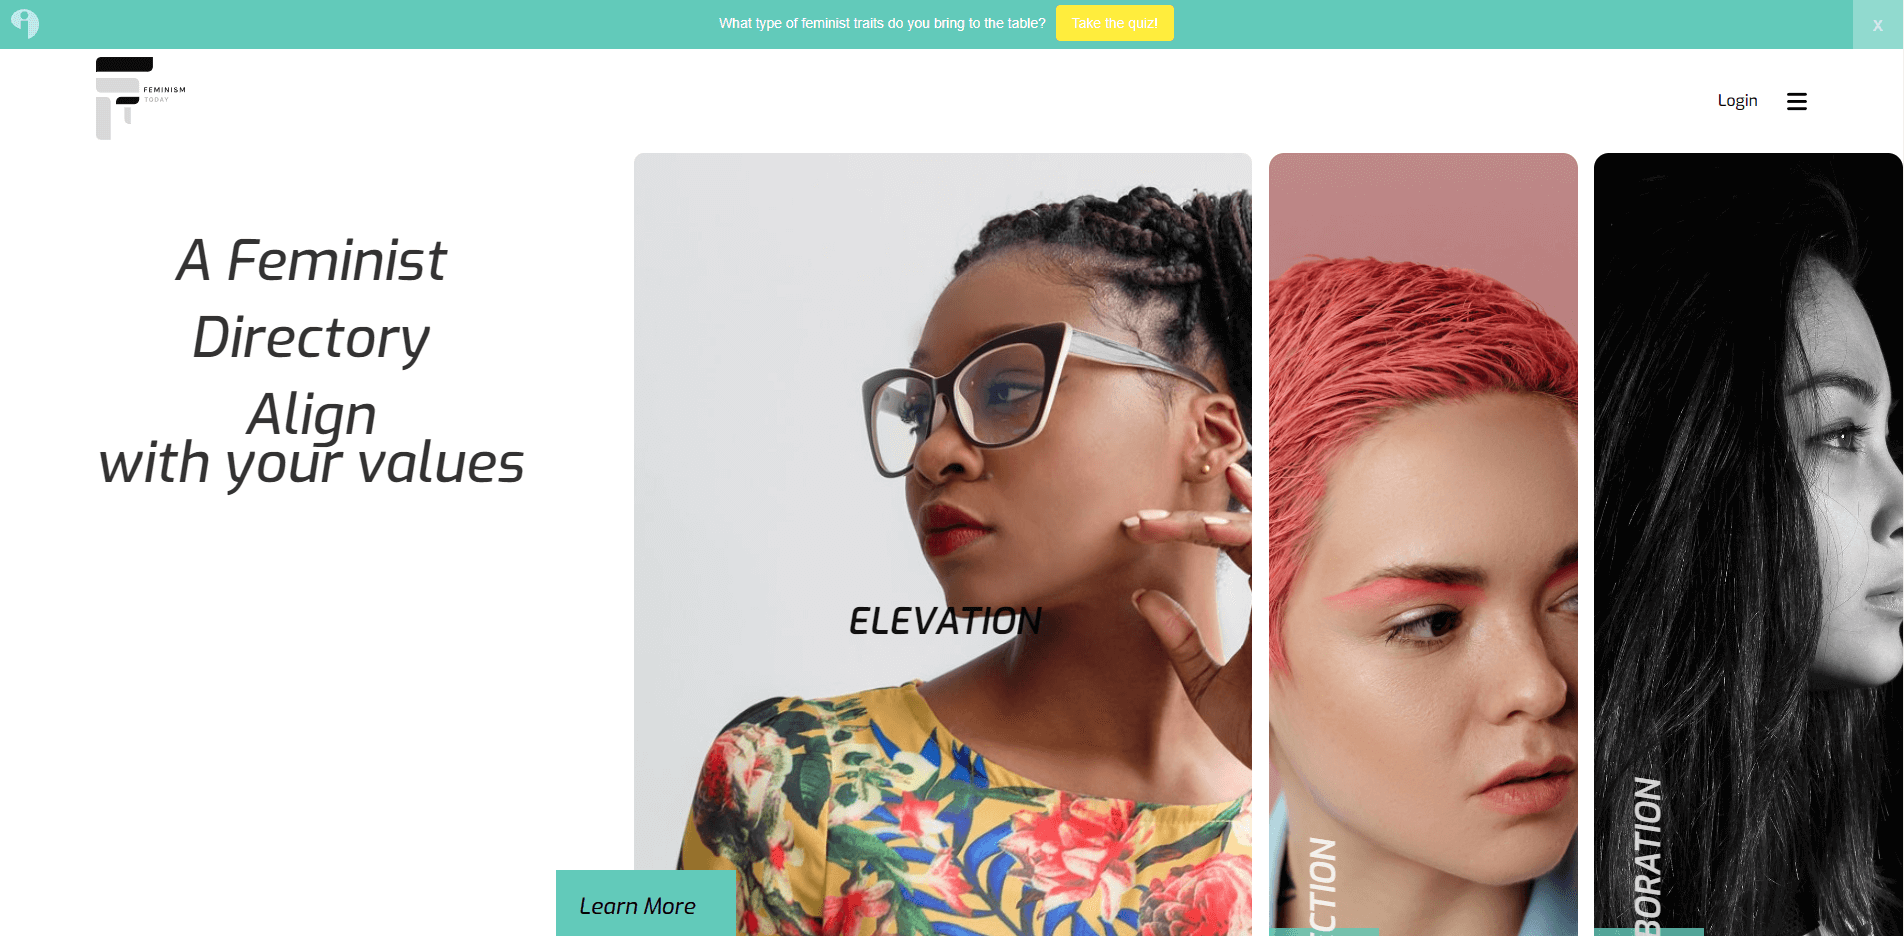 What type of feminist traits do you bring to the table?
Take the quiz!
X
FEMINISM
TODAY
Login
A Feminist
Directory
Align
with your values
ELEVATION
CTION
BORATION
Learn More